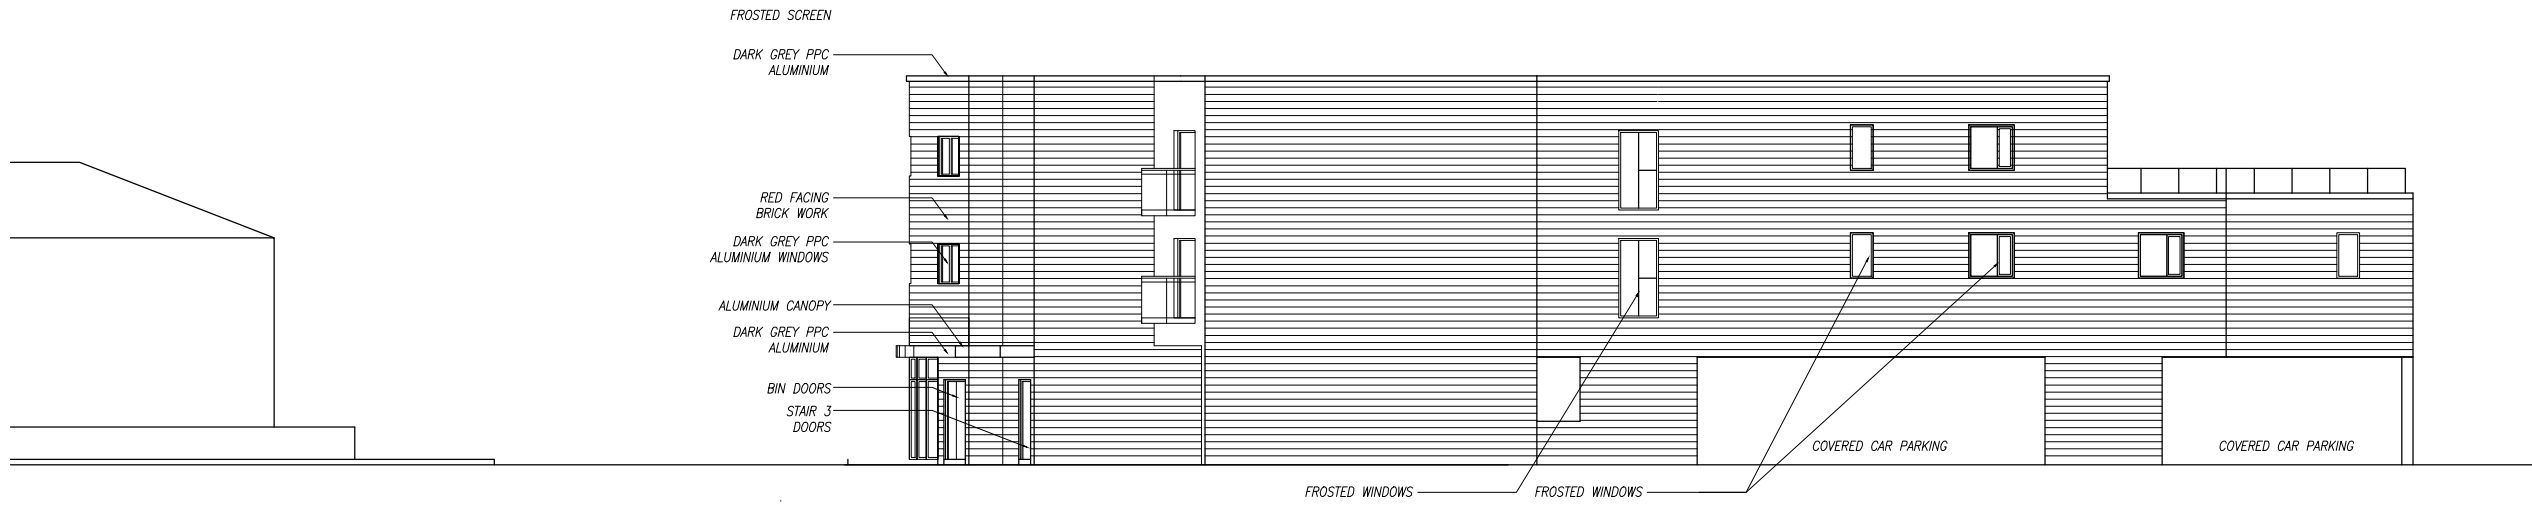 FROSTED SCREEN
DARK GREY PPC
ALUMINIUM
RED FACING
BRICK WORK
DARK GREY PPC
ALUMINIUM WINDOWS
ALUMINIUM CANOPY
DARK GREY PPC
ALUMINIUM
BIN DOORS
STAIR 3
DOORS
COVERED CAR PARKING
COVERED CAR PARKING
FROSTED WINDOWS
FROSTED WINDOWS